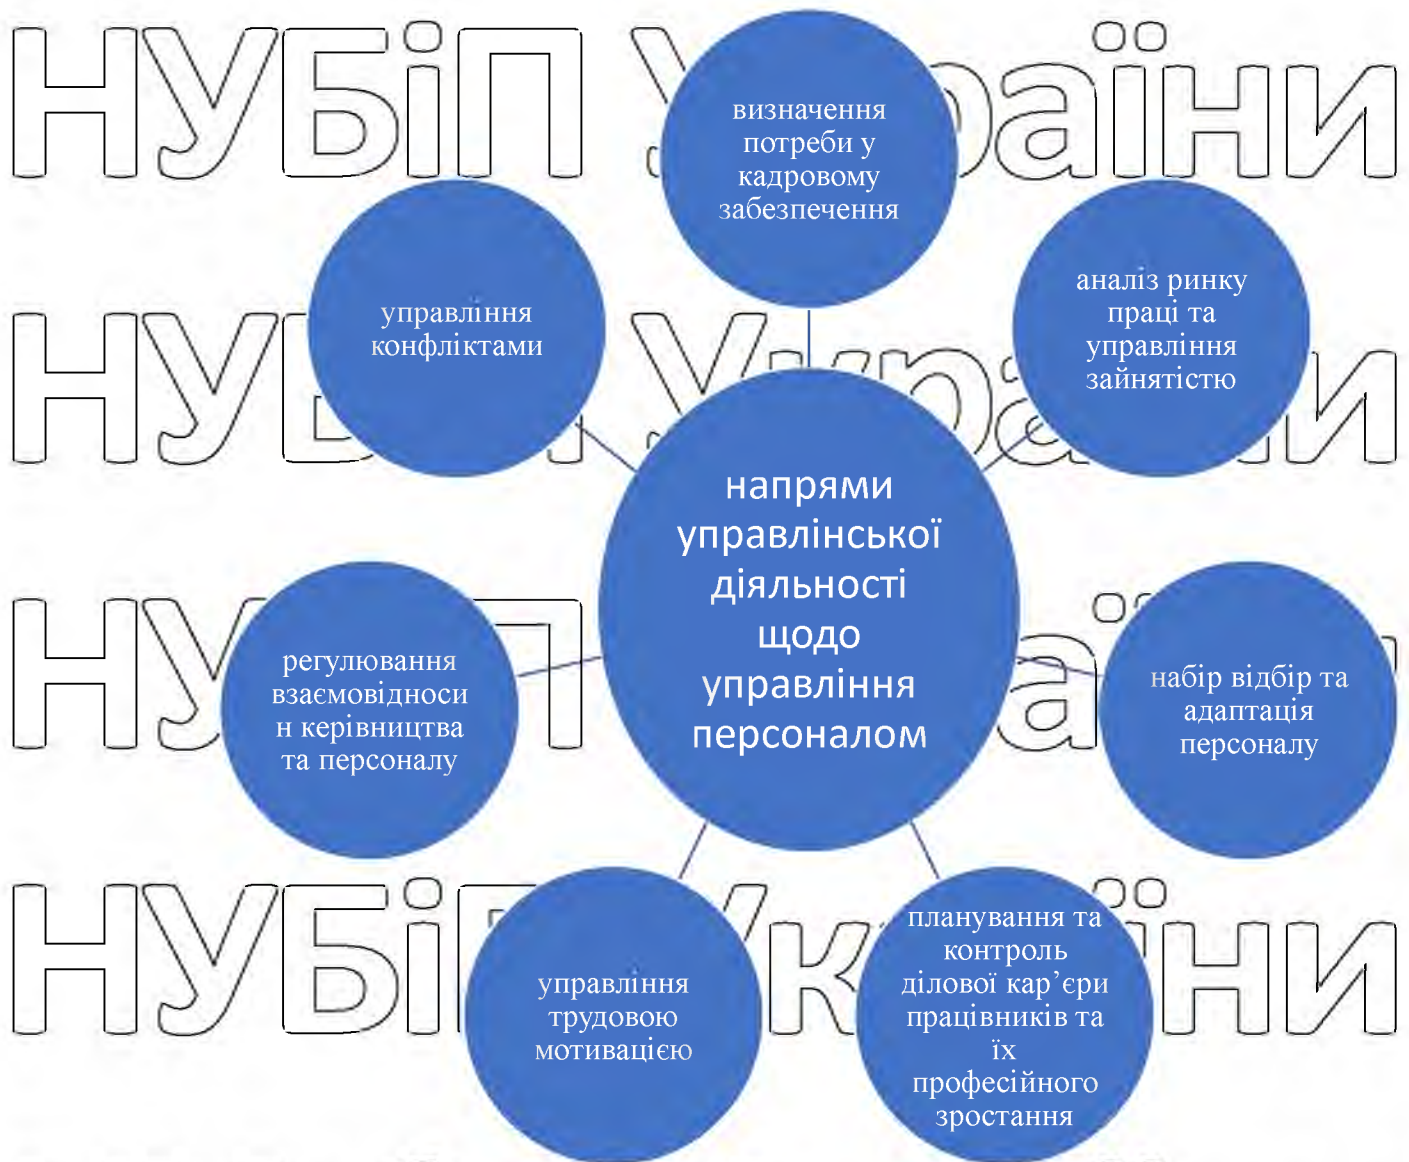 НУБіП України
визначення
потреби у
кадровому
забезпечення
аналіз ринку
праці та
управління
зайнятістю
управління
конфліктами
НУБіП України
напрями
управлінської
діяльності
щодо
управління
персоналом
НУБіП України
регулювання
взаємовідноси
н керівництва
та персоналу
набір відбір та
адаптація
персоналу
НУБіП України
управління
трудовою
мотивацією
планування та
контроль
ділової кар’єри
працівників та
їх
професійного
зростання